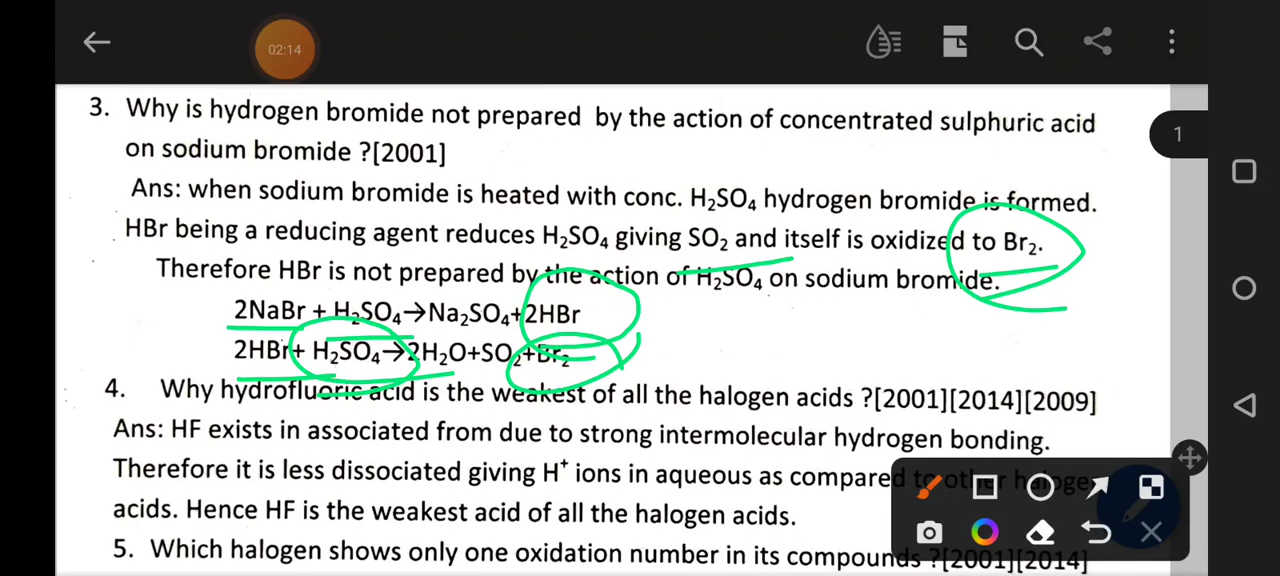 02:14
3. Why is hydrogen bromide not prepared by the action of concentrated sulphuric acid
1
on sodium bromide ?[2001]
Ans: when sodium bromide is heated with conc. H₂SO₄ hydrogen bromide is formed.
HBr being a reducing agent reduces H₂SO₄ giving SO₂ and itself is oxidized to Br₂.
Therefore HBr is not prepared by the action of H₂SO₄ on sodium bromide.
2NaBr + H₂SO₄→Na₂SO₄+2HBr
2HBr+ H₂SO₄→2H₂O+SO₂+Br₂
4. Why hydrofluoric acid is the weakest of all the halogen acids ?[2001][2014][2009]
Ans: HF exists in associated from due to strong intermolecular hydrogen bonding.
Therefore it is less dissociated giving H⁺ ions in aqueous as compared to other
acids. Hence HF is the weakest acid of all the halogen acids.
5. Which halogen shows only one oxidation number in its compounds ?[2001][2014]